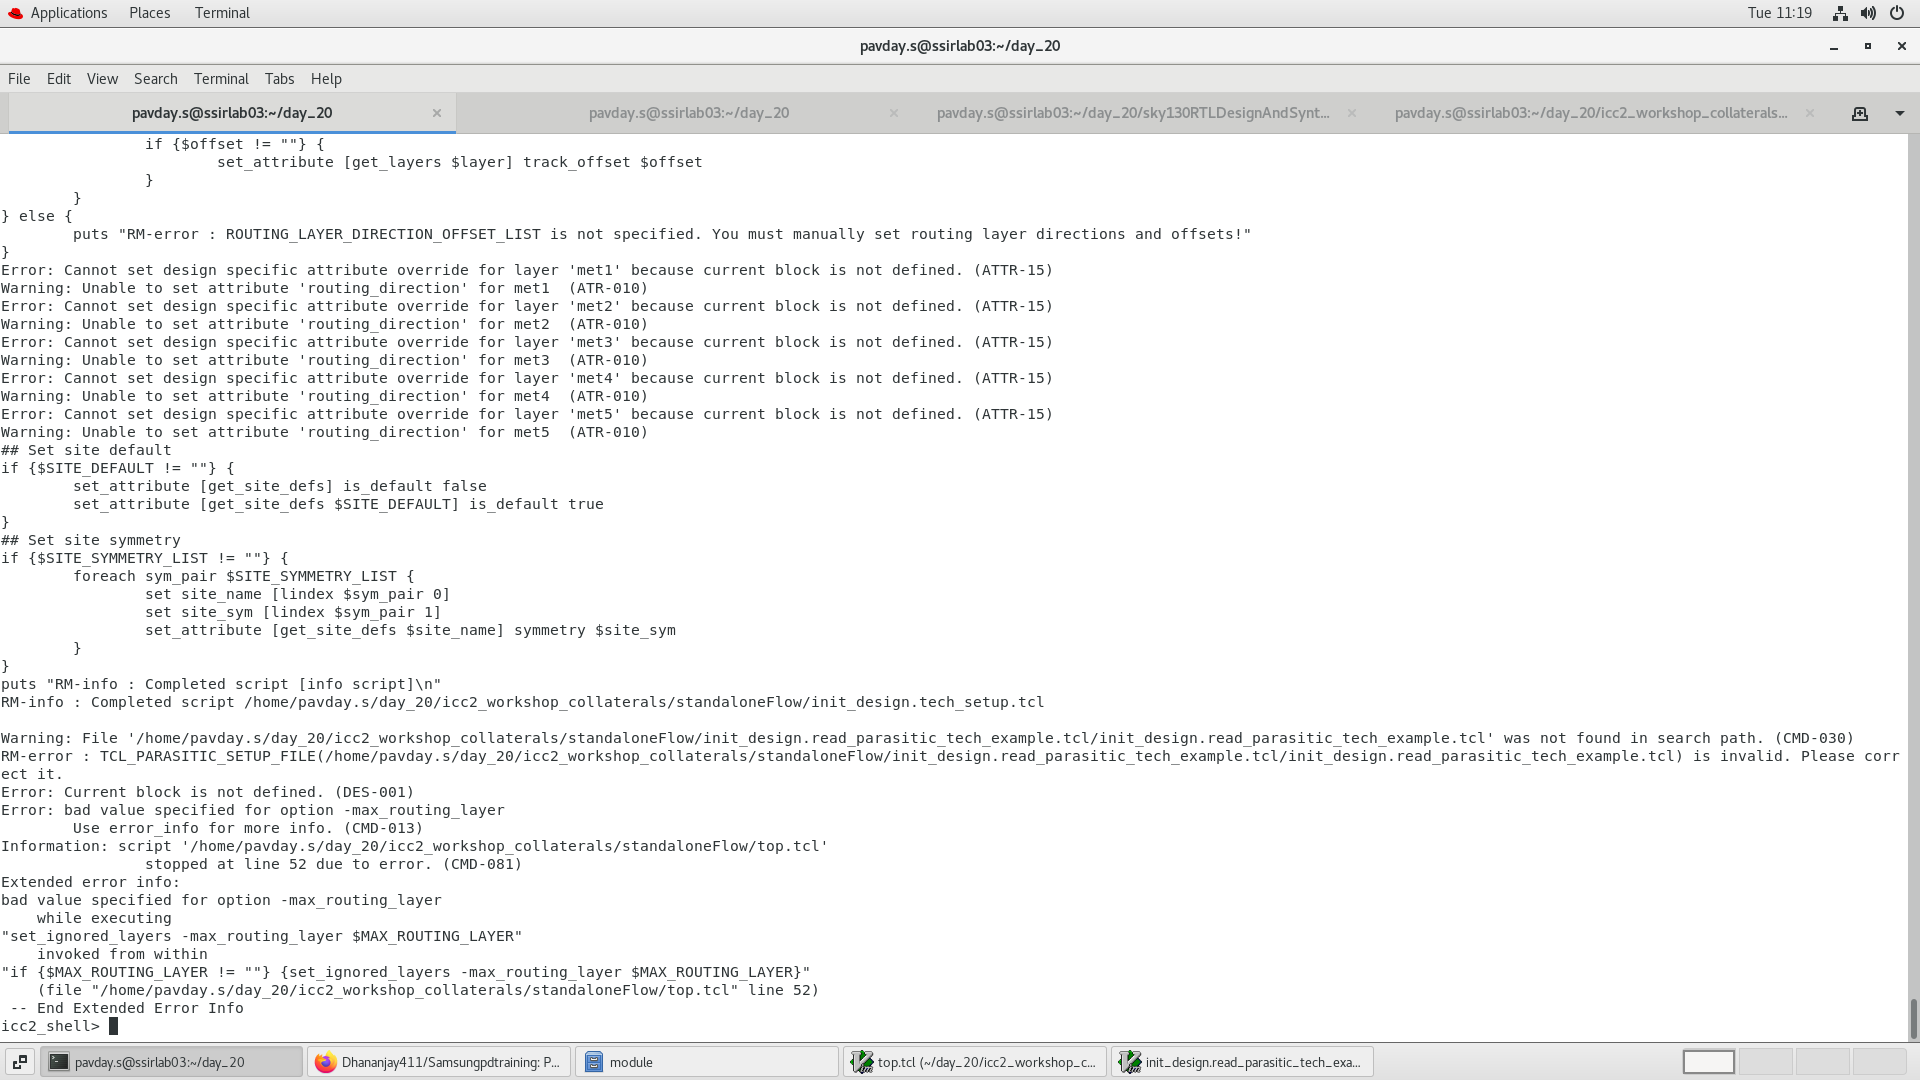 Applications Places Terminal Tue 11:19
pavday.s@ssirlab03:~/day_20
File Edit View Search Terminal Tabs Help
pavday.s@ssirlab03:~/day_20 × pavday.s@ssirlab03:~/day_20 × pavday.s@ssirlab03:~/day_20/sky130RTLDesignAndSynt... × pavday.s@ssirlab03:~/day_20/icc2_workshop_collaterals... ×
if {$offset != ""} {
set_attribute [get_layers $layer] track_offset $offset
}
}
} else {
puts "RM-error : ROUTING_LAYER_DIRECTION_OFFSET_LIST is not specified. You must manually set routing layer directions and offsets!"
}
Error: Cannot set design specific attribute override for layer 'met1' because current block is not defined. (ATTR-15)
Warning: Unable to set attribute 'routing_direction' for met1  (ATR-010)
Error: Cannot set design specific attribute override for layer 'met2' because current block is not defined. (ATTR-15)
Warning: Unable to set attribute 'routing_direction' for met2  (ATR-010)
Error: Cannot set design specific attribute override for layer 'met3' because current block is not defined. (ATTR-15)
Warning: Unable to set attribute 'routing_direction' for met3  (ATR-010)
Error: Cannot set design specific attribute override for layer 'met4' because current block is not defined. (ATTR-15)
Warning: Unable to set attribute 'routing_direction' for met4  (ATR-010)
Error: Cannot set design specific attribute override for layer 'met5' because current block is not defined. (ATTR-15)
Warning: Unable to set attribute 'routing_direction' for met5  (ATR-010)
## Set site default
if {$SITE_DEFAULT != ""} {
set_attribute [get_site_defs] is_default false
set_attribute [get_site_defs $SITE_DEFAULT] is_default true
}
## Set site symmetry
if {$SITE_SYMMETRY_LIST != ""} {
foreach sym_pair $SITE_SYMMETRY_LIST {
set site_name [lindex $sym_pair 0]
set site_sym [lindex $sym_pair 1]
set_attribute [get_site_defs $site_name] symmetry $site_sym
}
}
puts "RM-info : Completed script [info script]\n"
RM-info : Completed script /home/pavday.s/day_20/icc2_workshop_collaterals/standaloneFlow/init_design.tech_setup.tcl
Warning: File '/home/pavday.s/day_20/icc2_workshop_collaterals/standaloneFlow/init_design.read_parasitic_tech_example.tcl/init_design.read_parasitic_tech_example.tcl' was not found in search path. (CMD-030)
RM-error : TCL_PARASITIC_SETUP_FILE(/home/pavday.s/day_20/icc2_workshop_collaterals/standaloneFlow/init_design.read_parasitic_tech_example.tcl/init_design.read_parasitic_tech_example.tcl) is invalid. Please corr
ect it.
Error: Current block is not defined. (DES-001)
Error: bad value specified for option -max_routing_layer
Use error_info for more info. (CMD-013)
Information: script '/home/pavday.s/day_20/icc2_workshop_collaterals/standaloneFlow/top.tcl'
stopped at line 52 due to error. (CMD-081)
Extended error info:
bad value specified for option -max_routing_layer
while executing
"set_ignored_layers -max_routing_layer $MAX_ROUTING_LAYER"
invoked from within
"if {$MAX_ROUTING_LAYER != ""} {set_ignored_layers -max_routing_layer $MAX_ROUTING_LAYER}"
(file "/home/pavday.s/day_20/icc2_workshop_collaterals/standaloneFlow/top.tcl" line 52)
-- End Extended Error Info
icc2_shell>
pavday.s@ssirlab03:~/day_20 Dhananjay411/Samsungpdtraining: P... module top.tcl (~/day_20/icc2_workshop_c... init_design.read_parasitic_tech_exa...